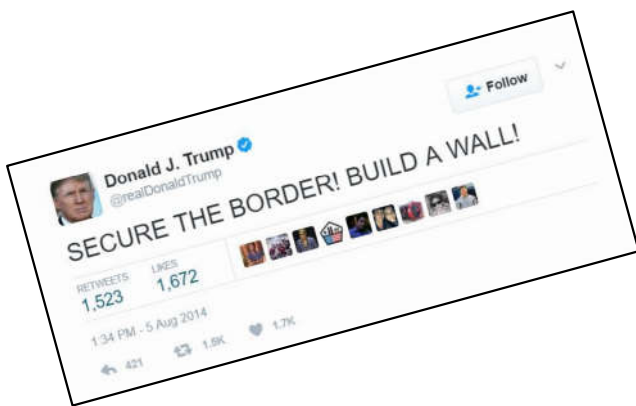 Follow
Donald J. Trump
@realDonaldTrump
SECURE THE BORDER! BUILD A WALL!
RETWEETS LIKES
1,523 1,672
1:34 PM - 5 Aug 2014
421 1.6K 1.7K